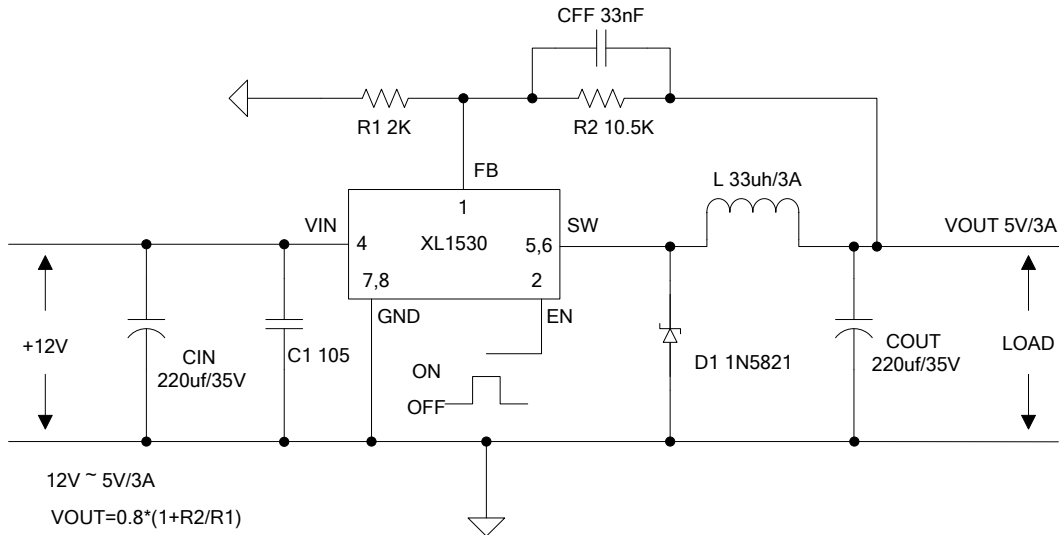 CFF 33nF
R1 2K
R2 10.5K
FB
L 33uh/3A
1
VIN
SW
VOUT 5V/3A
4
XL1530
5,6
7,8
2
GND
EN
+12V
CIN
220uf/35V
C1 105
ON
OFF
D1 1N5821
COUT
220uf/35V
LOAD
12V ~ 5V/3A
VOUT=0.8*(1+R2/R1)